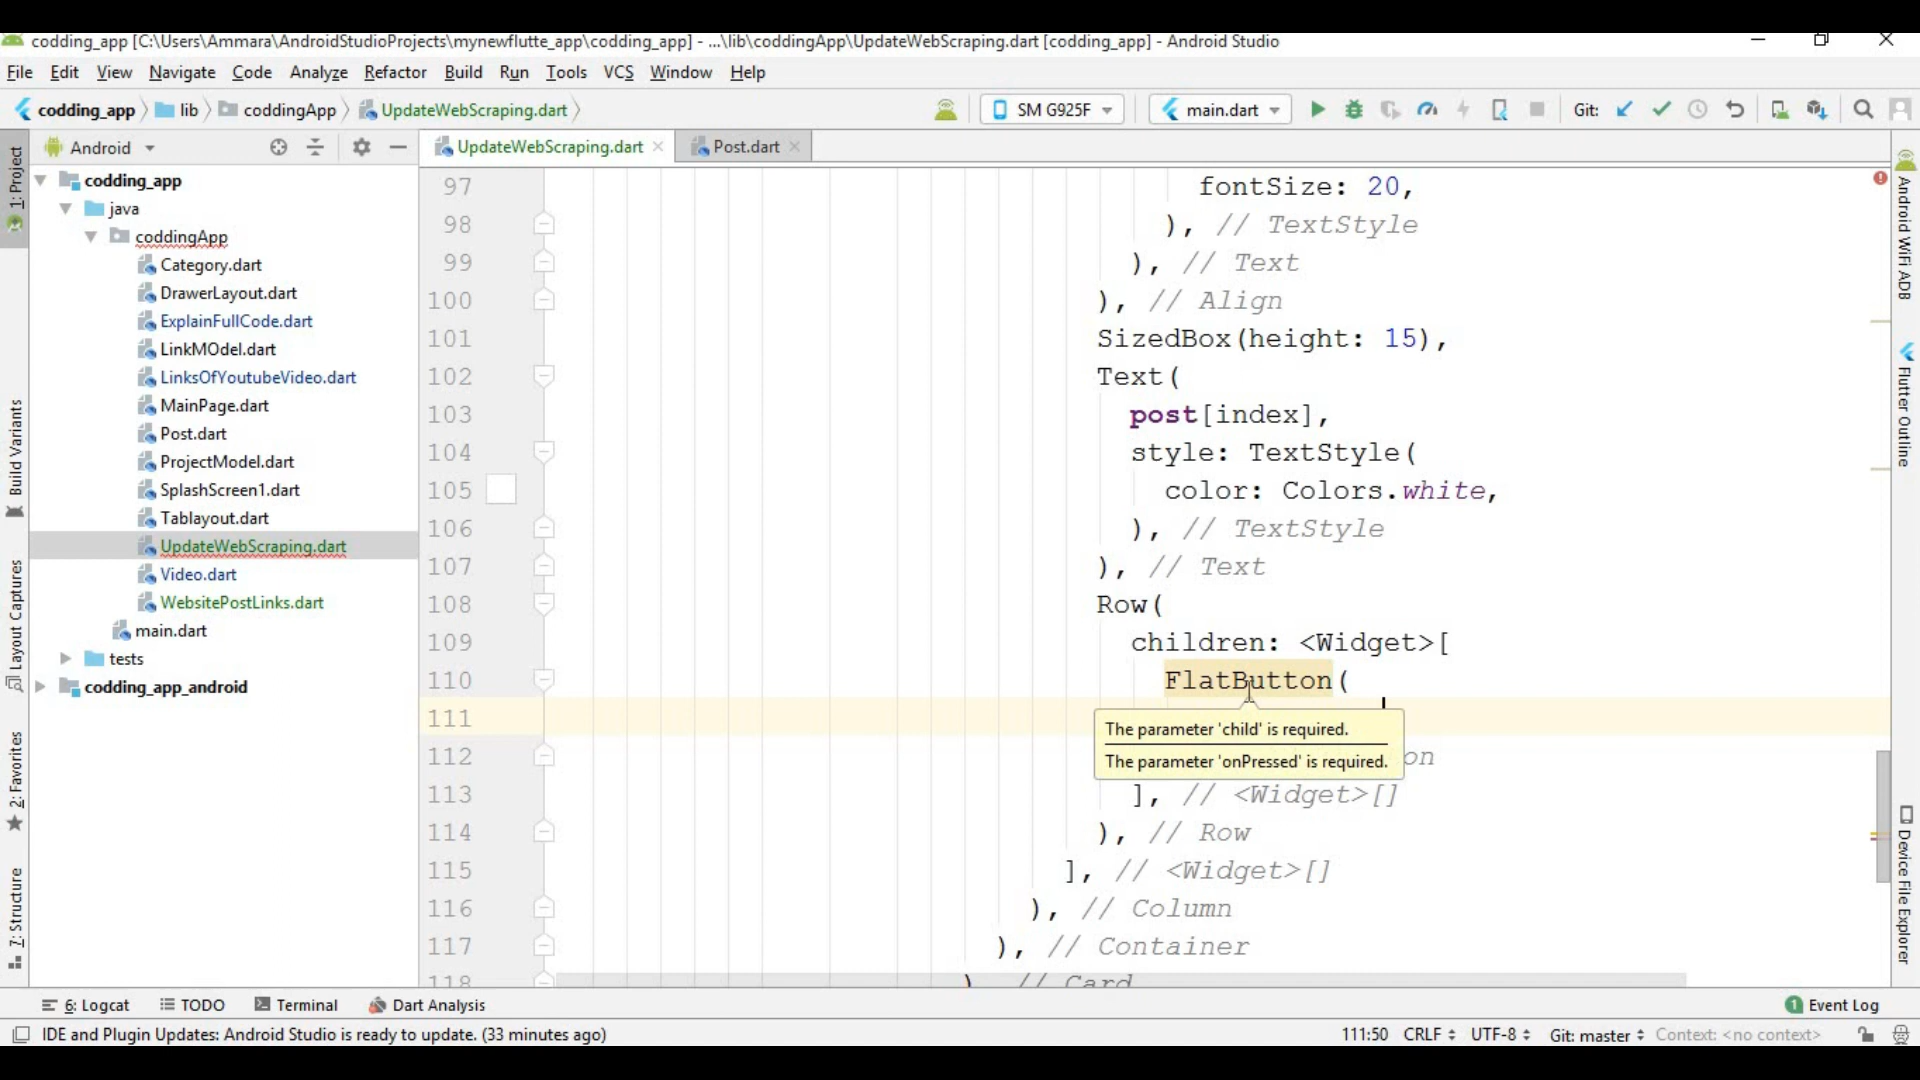 codding_app [C:\Users\Ammara\AndroidStudioProjects\mynewflutte_app\codding_app] - ...\lib\coddingApp\UpdateWebScraping.dart [codding_app] - Android Studio
File Edit View Navigate Code Analyze Refactor Build Run Tools VCS Window Help
codding_app lib coddingApp UpdateWebScraping.dart SM G925F main.dart Git:
Android UpdateWebScraping.dart Post.dart
1: Project
Build Variants
Layout Captures
2: Favorites
7: Structure
codding_app
java
coddingApp
Category.dart
DrawerLayout.dart
ExplainFullCode.dart
LinkMOdel.dart
LinksOfYoutubeVideo.dart
MainPage.dart
Post.dart
ProjectModel.dart
SplashScreen1.dart
Tablayout.dart
UpdateWebScraping.dart
Video.dart
WebsitePostLinks.dart
main.dart
tests
codding_app_android
97 fontSize: 20,
98 ), // TextStyle
99 ), // Text
100 ), // Align
101 SizedBox(height: 15),
102 Text(
103 post[index],
104 style: TextStyle(
105 color: Colors.white,
106 ), // TextStyle
107 ), // Text
108 Row(
109 children: <Widget>[
110 FlatButton(
111
The parameter 'child' is required.
The parameter 'onPressed' is required.
112 on
113 ], // <Widget>[]
114 ), // Row
115 ], // <Widget>[]
116 ), // Column
117 ), // Container
118 ) // Card
Android WiFi ADB
Flutter Outline
Device File Explorer
6: Logcat TODO Terminal Dart Analysis 1 Event Log
IDE and Plugin Updates: Android Studio is ready to update. (33 minutes ago) 111:50 CRLF UTF-8 Git: master Context: <no context>